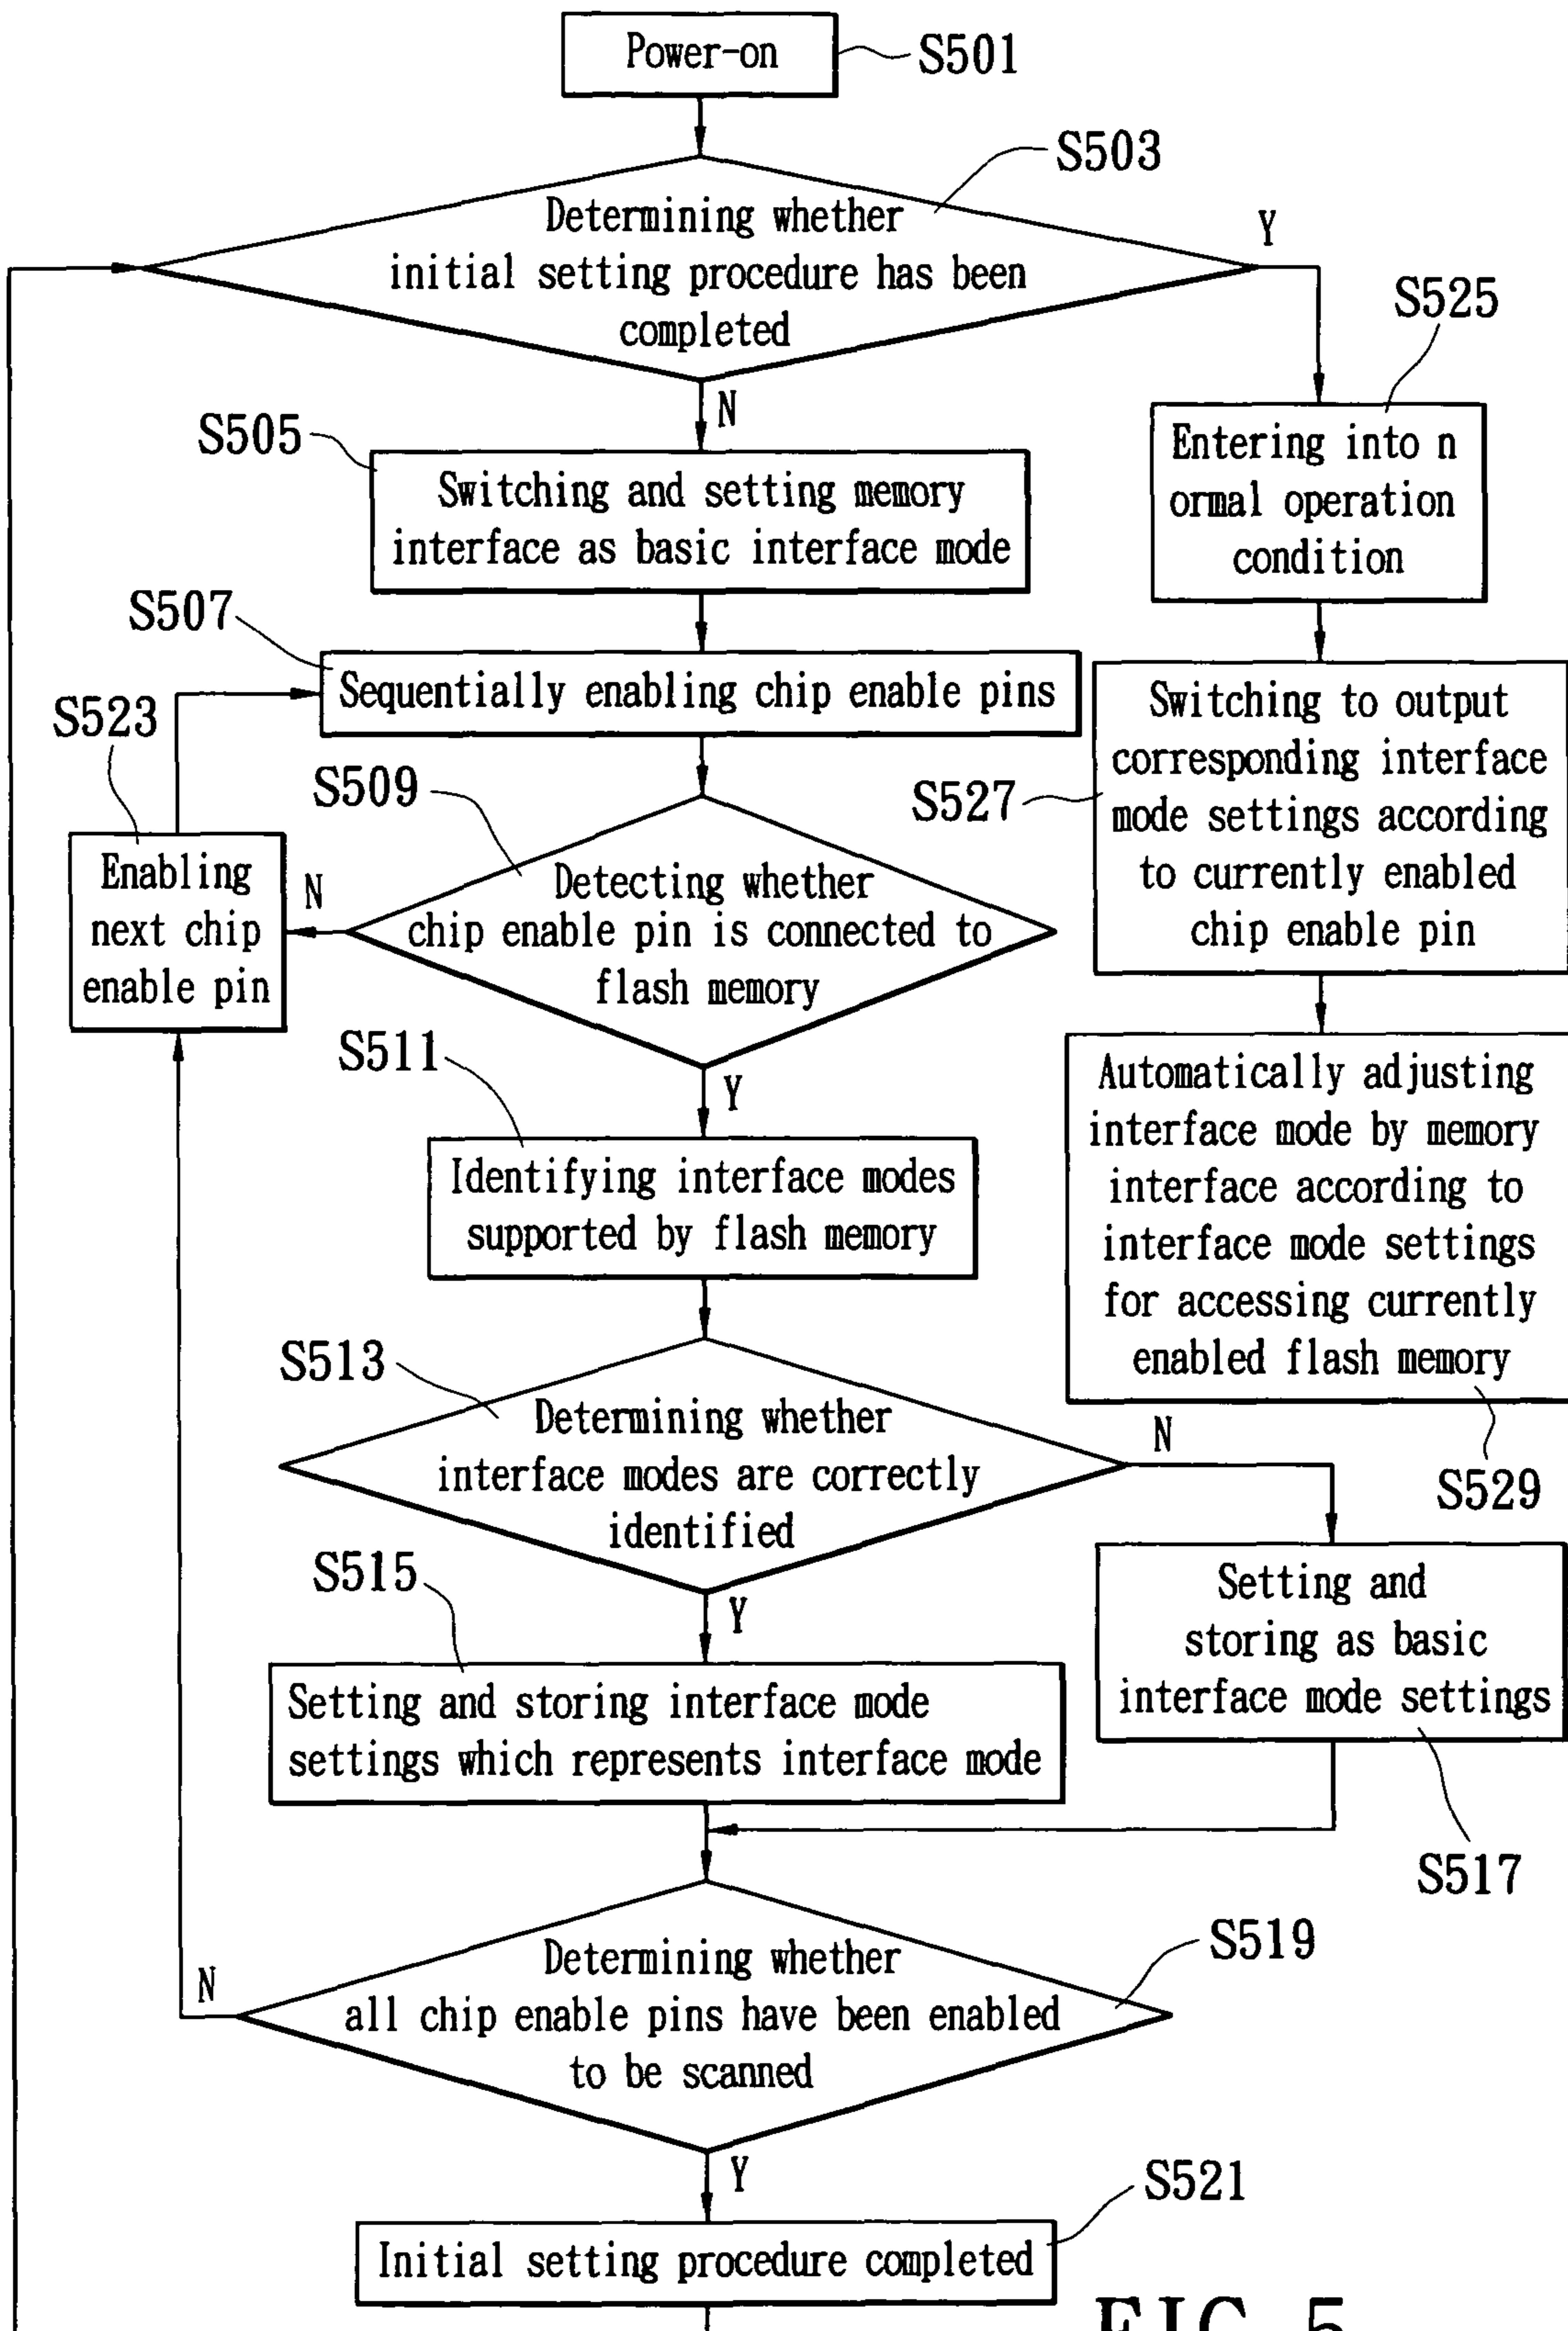 Power-on
S501
S503
Determining whether
initial setting procedure has been
completed
Y
N
S525
Entering into n
ormal operation
condition
S505
Switching and setting memory
interface as basic interface mode
S507
Sequentially enabling chip enable pins
S523
Enabling
next chip
enable pin
S509
Detecting whether
chip enable pin is connected to
flash memory
N
Y
S527
Switching to output
corresponding interface
mode settings according
to currently enabled
chip enable pin
S511
Identifying interface modes
supported by flash memory
Automatically adjusting
interface mode by memory
interface according to
interface mode settings
for accessing currently
enabled flash memory
S529
S513
Determining whether
interface modes are correctly
identified
N
Y
S515
Setting and storing interface mode
settings which represents interface mode
Setting and
storing as basic
interface mode settings
S517
S519
Determining whether
all chip enable pins have been enabled
to be scanned
N
Y
S521
Initial setting procedure completed
FIG. 5